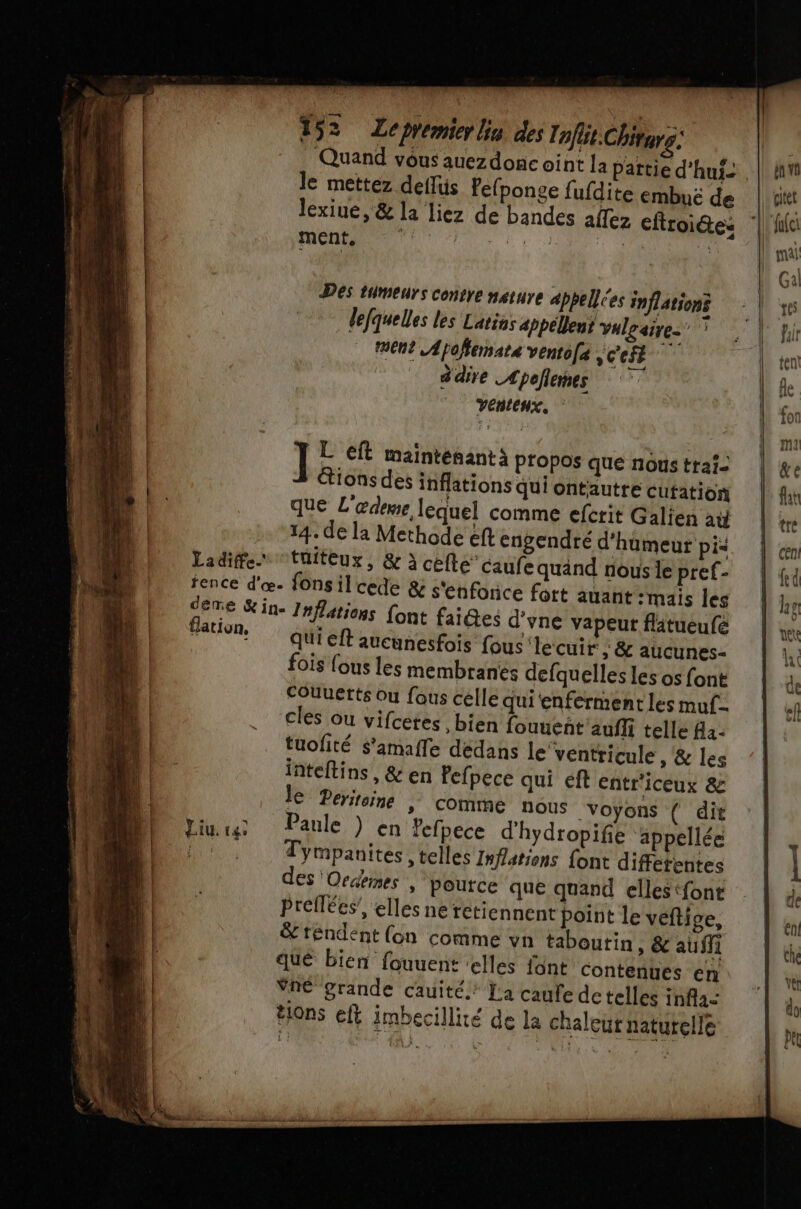 152 Le premier liu. des Instit. Chirurg.
Quand vous auez donc oint la partie d'huî-
le mettez dessus l'esponge susdite embuë de
lexiue, & la liez de bandes assez estroictes
ment.
Des tumeurs contre nature appellées inflations
lesquelles les Latins appellent vulgaire-
ment Apostemata ventosa, c'est
à dire Apostemes
venteux.
IL est maintenant à propos que nous trai-
ctions des inflations qui ont autre curation
que L'œdeme, lequel comme escrit Galien au
14. de la Methode est engendré d'humeur pi-
tuiteux, & à ceste cause quand nous le pres-
sons il cede & s'enfonce fort auant: mais les
Inflations sont faictes d'vne vapeur flatueuse
qui est aucunesfois sous le cuir, & aucunes-
fois sous les membranes desquelles les os sont
couuerts ou sous celle qui enferment les mus-
cles ou visceres, bien souuent aussi telle fla-
tuosité s'amasse dedans le ventricule, & les
intestins, & en l'espece qui est entr'iceux &
le Peritoine, comme nous voyons ( dit
Paule ) en l'espece d'hydropisie appellée
Tympanites, telles Inflations sont differentes
des Oedemes, pource que quand elles sont
pressées, elles ne retiennent point le vestige,
& rendent son comme vn tabourin, & aussi
que bien souuent elles sont contenues en
vne grande cauité. La cause de telles infla-
tions est imbecillité de la chaleur naturelle
La diffe-
rence d'œ-
deme & in-
flation.
Liu. 14.